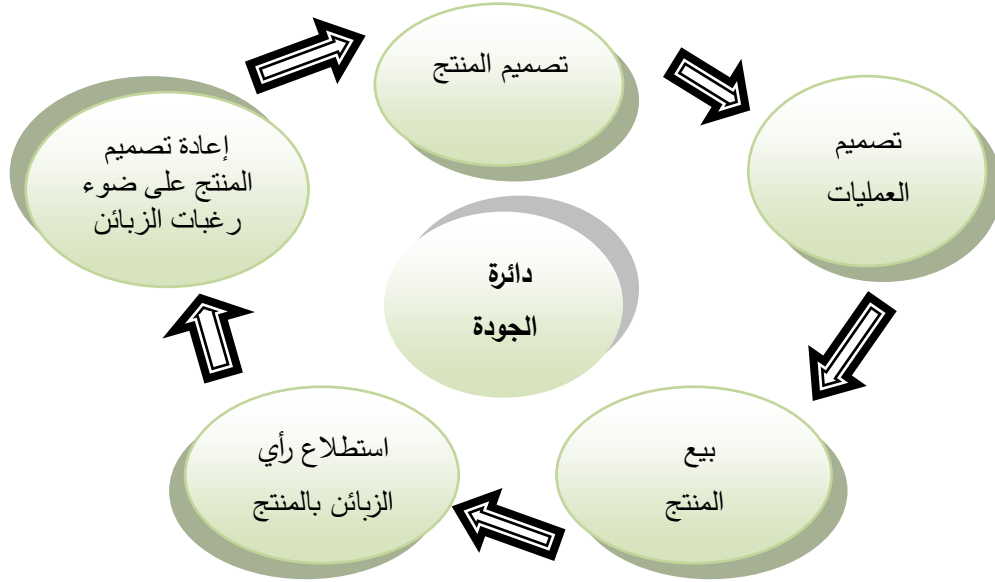 تصميم المنتج
تصميم
العمليات
بيع
المنتج
استطلاع رأي
الزبائن بالمنتج
إعادة تصميم
المنتج على ضوء
رغبات الزبائن
دائرة
الجودة